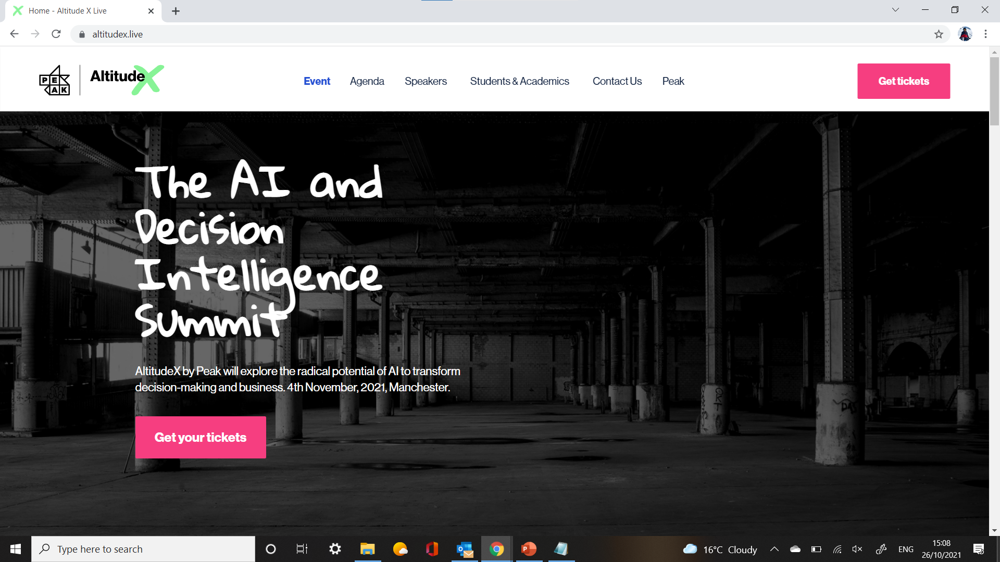 Home - Altitude X Live
altitudex.live
PE
AK
AltitudeX
Event
Agenda
Speakers
Students & Academics
Contact Us
Peak
Get tickets
The AI and
Decision
Intelligence
Summit
AltitudeX by Peak will explore the radical potential of AI to transform
decision-making and business. 4th November, 2021, Manchester.
Get your tickets
Type here to search
16°C Cloudy
ENG
15:08
26/10/2021